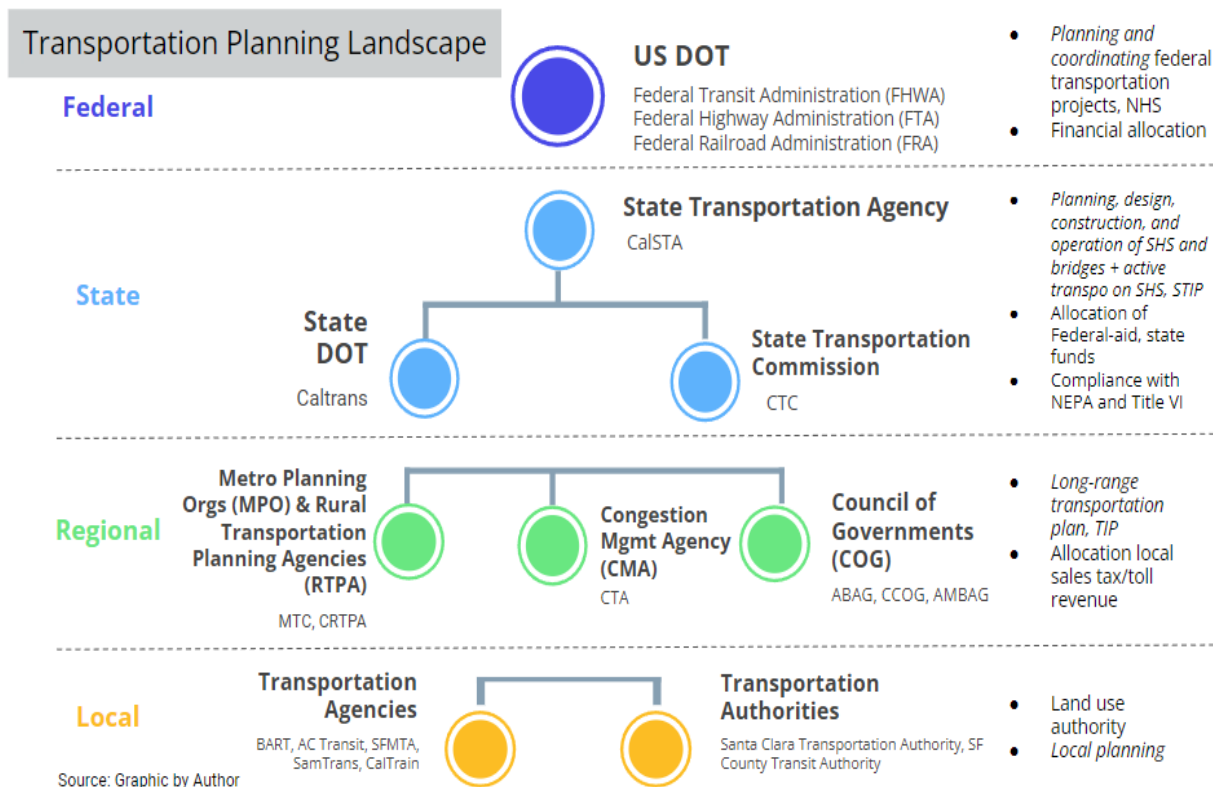 Transportation Planning Landscape
Federal
US DOT
Federal Transit Administration (FHWA)
Federal Highway Administration (FTA)
Federal Railroad Administration (FRA)
● Planning and
coordinating federal
transportation
projects, NHS
● Financial allocation
State
State Transportation Agency
CalSTA
State
DOT
Caltrans
State Transportation
Commission
CTC
● Planning, design,
construction, and
operation of SHS and
bridges + active
transpo on SHS, STIP
● Allocation of
Federal-aid, state
funds
● Compliance with
NEPA and Title VI
Regional
Metro Planning
Orgs (MPO) & Rural
Transportation
Planning Agencies
(RTPA)
MTC, CRTPA
Congestion
Mgmt Agency
(CMA)
CTA
Council of
Governments
(COG)
ABAG, CCOG, AMBAG
● Long-range
transportation
plan, TIP
● Allocation local
sales tax/toll
revenue
Local
Transportation
Agencies
BART, AC Transit, SFMTA,
SamTrans, CalTrain
Transportation
Authorities
Santa Clara Transportation Authority, SF
County Transit Authority
● Land use
authority
● Local planning
Source: Graphic by Author